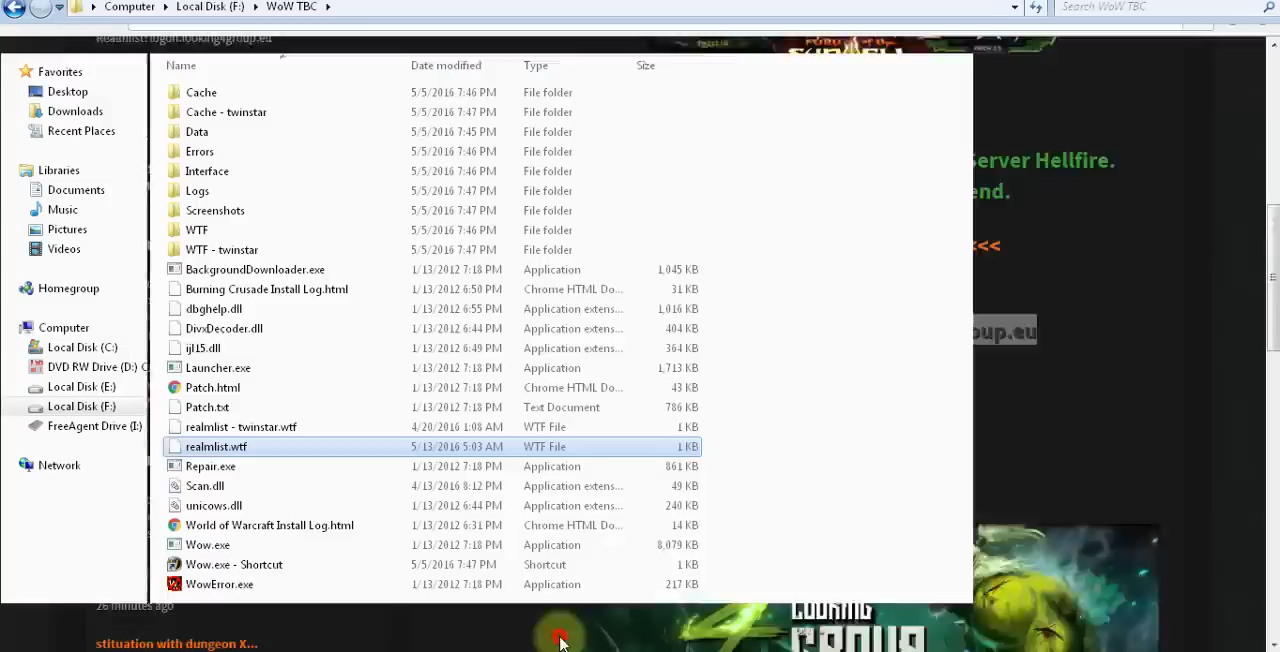 Computer Local Disk (F:) WoW TBC
Search WoW TBC
Realmlist:
looking4group.eu
Name Date modified Type Size
Favorites
Desktop
Downloads
Recent Places
Libraries
Documents
Music
Pictures
Videos
Homegroup
Computer
Local Disk (C:)
DVD RW Drive (D:) C
Local Disk (E:)
Local Disk (F:)
FreeAgent Drive (I:)
Network
Cache 5/5/2016 7:46 PM File folder
Cache - twinstar 5/5/2016 7:47 PM File folder
Data 5/5/2016 7:45 PM File folder
Errors 5/5/2016 7:46 PM File folder
Interface 5/5/2016 7:46 PM File folder
Logs 5/5/2016 7:47 PM File folder
Screenshots 5/5/2016 7:47 PM File folder
WTF 5/5/2016 7:46 PM File folder
WTF - twinstar 5/5/2016 7:47 PM File folder
BackgroundDownloader.exe 1/13/2012 7:18 PM Application 1,045 KB
Burning Crusade Install Log.html 1/13/2012 6:50 PM Chrome HTML Do... 31 KB
dbghelp.dll 1/13/2012 6:55 PM Application extens... 1,016 KB
DivxDecoder.dll 1/13/2012 6:44 PM Application extens... 404 KB
ijl15.dll 1/13/2012 6:49 PM Application extens... 364 KB
Launcher.exe 1/13/2012 7:18 PM Application 1,713 KB
Patch.html 1/13/2012 7:18 PM Chrome HTML Do... 43 KB
Patch.txt 1/13/2012 7:18 PM Text Document 786 KB
realmlist - twinstar.wtf 4/20/2016 1:08 AM WTF File 1 KB
realmlist.wtf 5/13/2016 5:03 AM WTF File 1 KB
Repair.exe 1/13/2012 7:18 PM Application 861 KB
Scan.dll 4/13/2016 8:12 PM Application extens... 49 KB
unicows.dll 1/13/2012 6:44 PM Application extens... 240 KB
World of Warcraft Install Log.html 1/13/2012 6:31 PM Chrome HTML Do... 14 KB
Wow.exe 1/13/2012 7:18 PM Application 8,079 KB
Wow.exe - Shortcut 5/5/2016 7:47 PM Shortcut 1 KB
WowError.exe 1/13/2012 7:18 PM Application 217 KB
Server Hellfire.
end.
<<
oup.eu
26 minutes ago
stituation with dungeon X...
LOOKING
GROUP